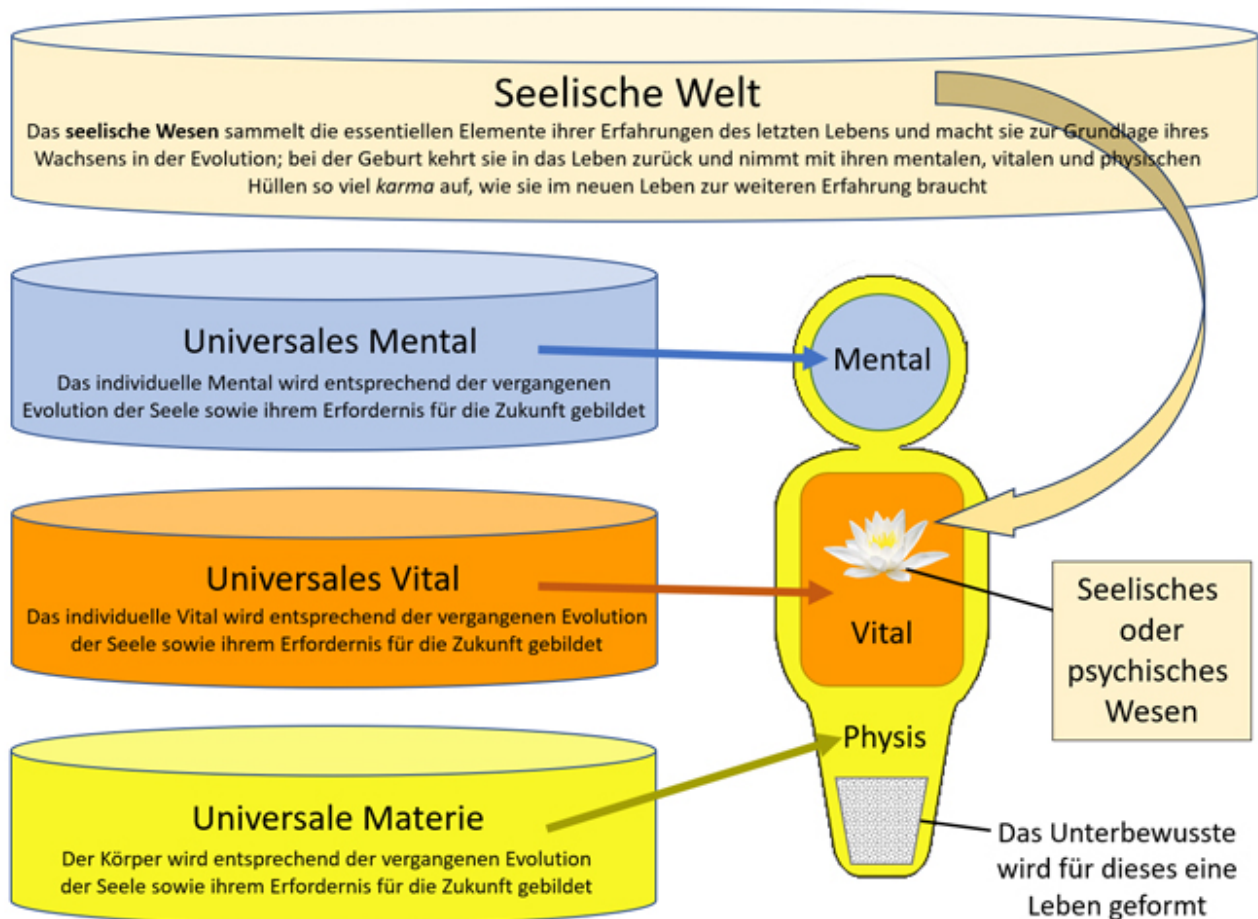 Seelische Welt
Das seelische Wesen sammelt die essentiellen Elemente ihrer Erfahrungen des letzten Lebens und macht sie zur Grundlage ihres
Wachsens in der Evolution; bei der Geburt kehrt sie in das Leben zurück und nimmt mit ihren mentalen, vitalen und physischen
Hüllen so viel karma auf, wie sie im neuen Leben zur weiteren Erfahrung braucht
Universales Mental
Das individuelle Mental wird entsprechend der vergangenen
Evolution der Seele sowie ihrem Erfordernis für die Zukunft gebildet
Mental
Universales Vital
Das individuelle Vital wird entsprechend der vergangenen Evolution
der Seele sowie ihrem Erfordernis für die Zukunft gebildet
Vital
Seelisches
oder
psychisches
Wesen
Universale Materie
Der Körper wird entsprechend der vergangenen Evolution
der Seele sowie ihrem Erfordernis für die Zukunft gebildet
Physis
Das Unterbewusste
wird für dieses eine
Leben geformt